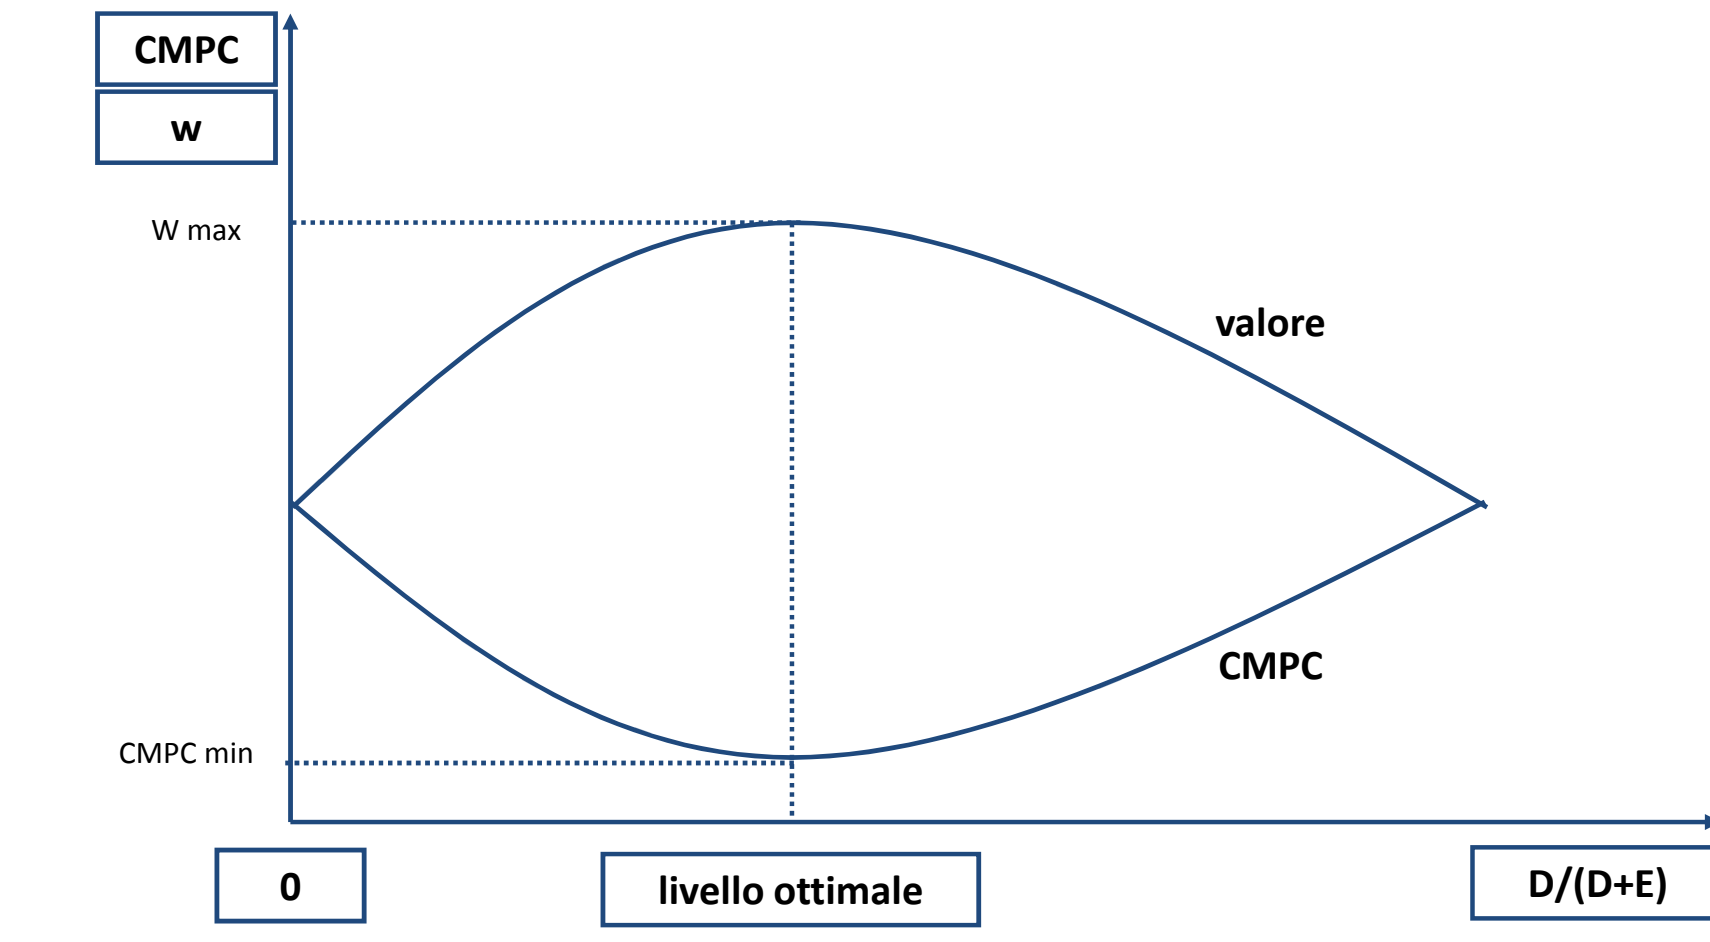 CMPC
w
W max
valore
CMPC
CMPC min
0
livello ottimale
D/(D+E)